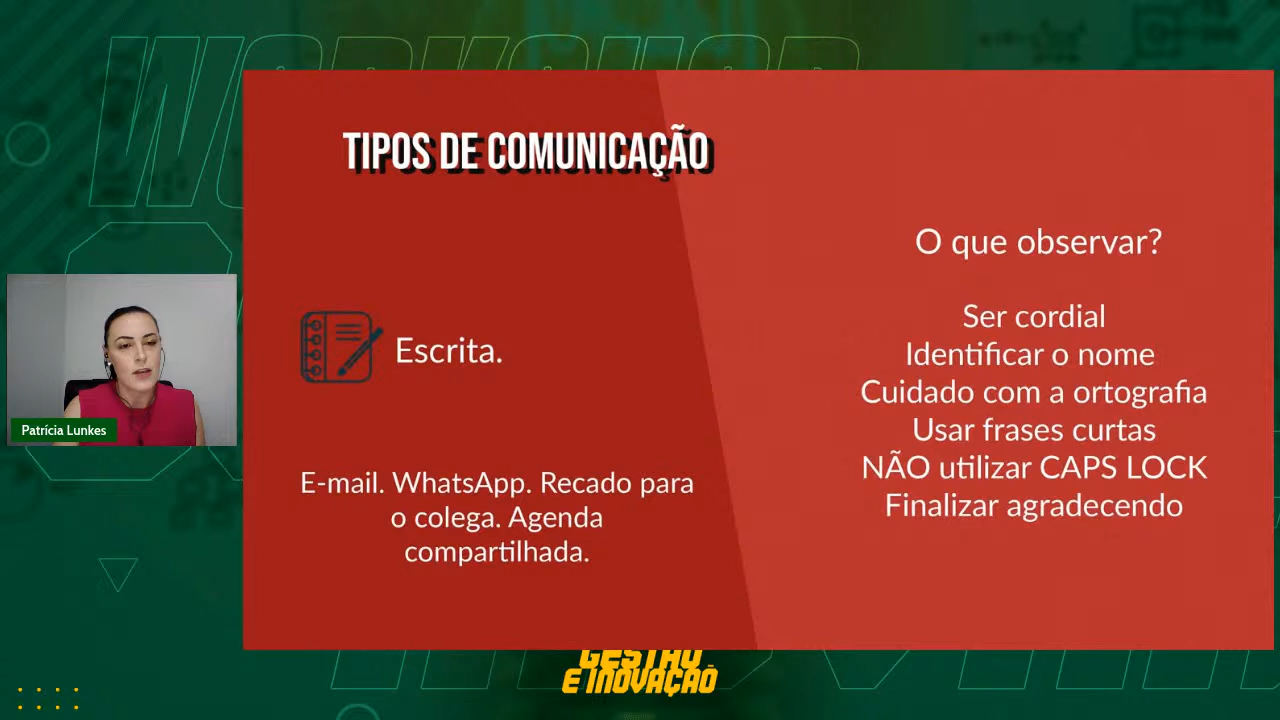 WORKSHOP
TIPOS DE COMUNICAÇÃO
O que observar?
Ser cordial
Identificar o nome
Cuidado com a ortografia
Usar frases curtas
NÃO utilizar CAPS LOCK
Finalizar agradecendo
Escrita.
E-mail. WhatsApp. Recado para
o colega. Agenda
compartilhada.
Patrícia Lunkes
GESTÃO
E INOVAÇÃO